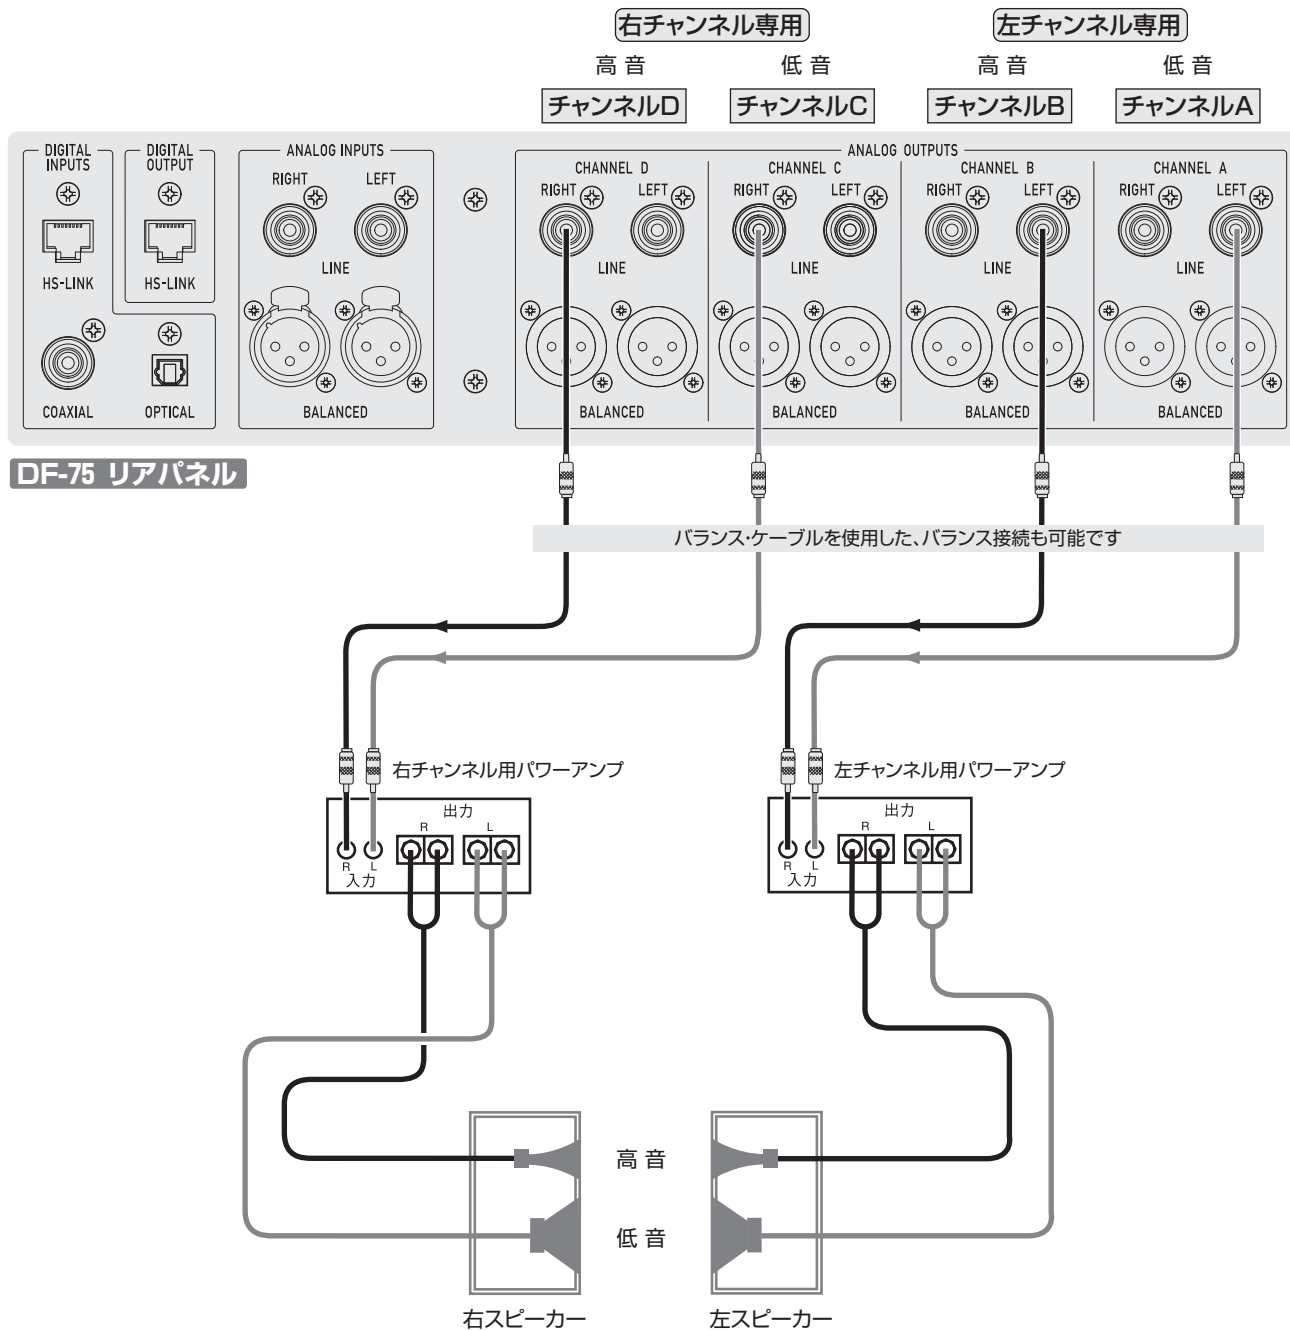 右チャンネル専用 左チャンネル専用
高音 低音 高音 低音
チャンネルD チャンネルC チャンネルB チャンネルA
DIGITAL INPUTS
DIGITAL OUTPUT
ANALOG INPUTS
ANALOG OUTPUTS
CHANNEL D CHANNEL C CHANNEL B CHANNEL A
RIGHT LEFT RIGHT LEFT RIGHT LEFT RIGHT LEFT RIGHT LEFT
LINE LINE LINE LINE LINE
HS-LINK HS-LINK
COAXIAL OPTICAL BALANCED BALANCED BALANCED BALANCED BALANCED
DF-75 リアパネル
バランス・ケーブルを使用した、バランス接続も可能です
右チャンネル用パワーアンプ 左チャンネル用パワーアンプ
出力 出力
R L R L
R L R L
入力 入力
高音
低音
右スピーカー 左スピーカー